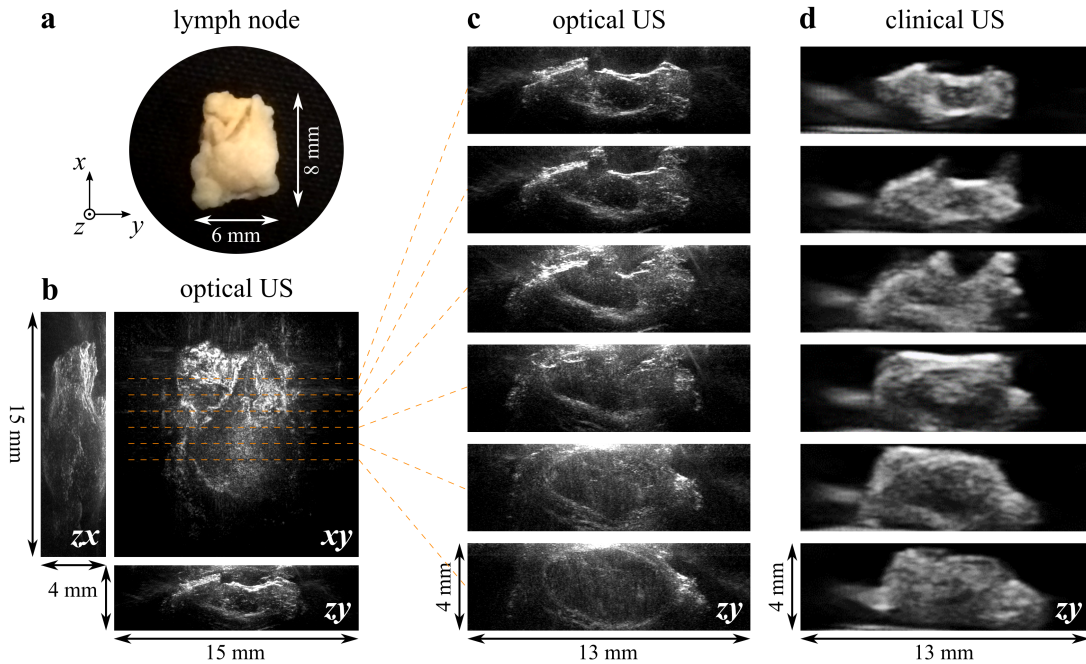 a lymph node
8 mm
6 mm
x
z
y
b optical US
15 mm
zx
xy
4 mm
zy
15 mm
c optical US
4 mm
zy
13 mm
d clinical US
4 mm
zy
13 mm